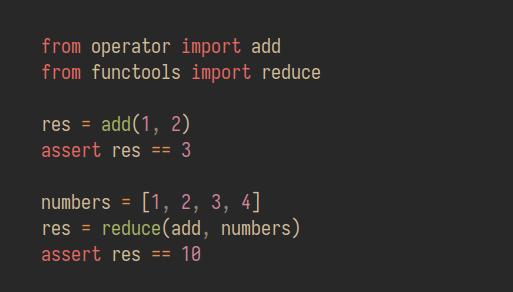 from operator import add
from functools import reduce
res = add(1, 2)
assert res == 3
numbers = [1, 2, 3, 4]
res = reduce(add, numbers)
assert res == 10